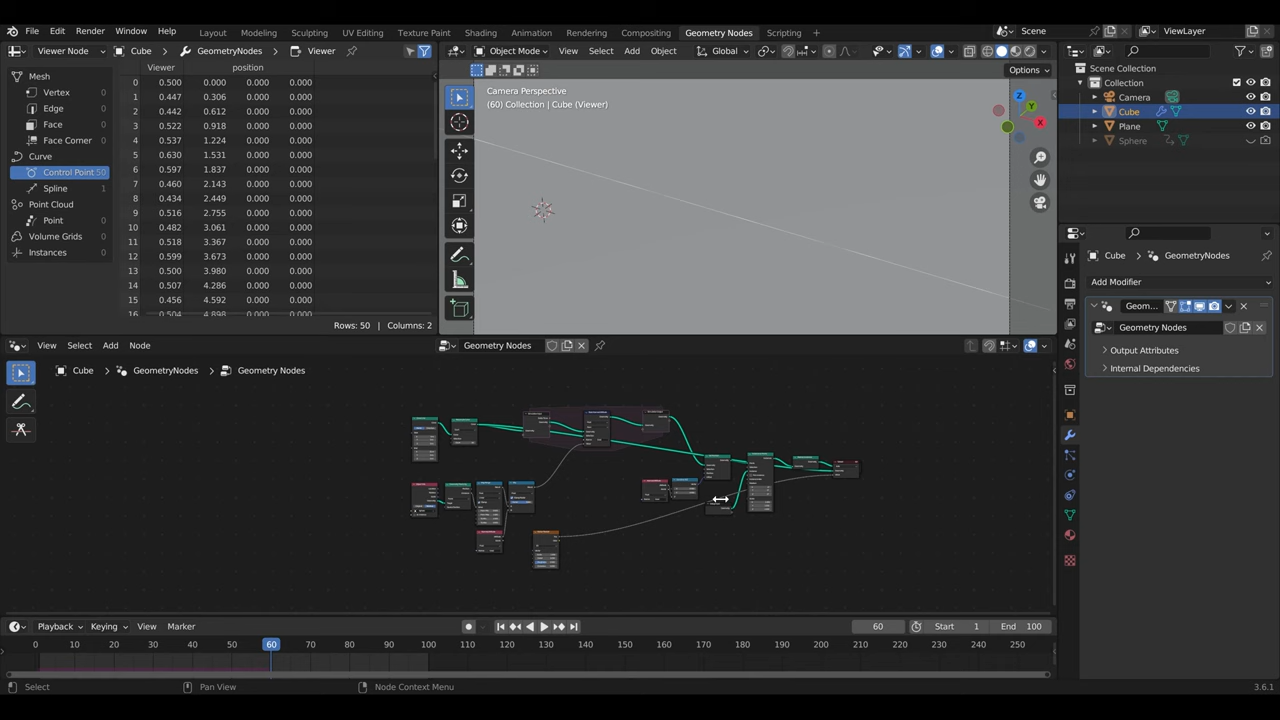 File Edit Render Window Help Layout Modeling Sculpting UV Editing Texture Paint Shading Animation Rendering Compositing Geometry Nodes Scripting + Scene ViewLayer
Viewer Node Cube > GeometryNodes > Viewer
Object Mode View Select Add Object Global
Options
Viewer position
Mesh
Vertex 0
Edge 0
Face 0
Face Corner 0
Curve
Control Point 50
Spline 1
Point Cloud
Point 0
Volume Grids 0
Instances 0
0 0.500 0.000 0.000 0.000
1 0.447 0.306 0.000 0.000
2 0.442 0.612 0.000 0.000
3 0.522 0.918 0.000 0.000
4 0.537 1.224 0.000 0.000
5 0.630 1.531 0.000 0.000
6 0.597 1.837 0.000 0.000
7 0.460 2.143 0.000 0.000
8 0.434 2.449 0.000 0.000
9 0.516 2.755 0.000 0.000
10 0.482 3.061 0.000 0.000
11 0.518 3.367 0.000 0.000
12 0.599 3.673 0.000 0.000
13 0.500 3.980 0.000 0.000
14 0.507 4.286 0.000 0.000
15 0.456 4.592 0.000 0.000
16 0.504 4.898 0.000 0.000
Rows: 50 | Columns: 2
Camera Perspective
(60) Collection | Cube (Viewer)
Z
Y
X
Scene Collection
Collection
Camera
Cube
Plane
Sphere
Cube > GeometryNodes
Add Modifier
Geom...
Geometry Nodes
Output Attributes
Internal Dependencies
View Select Add Node Geometry Nodes
Cube > GeometryNodes > Geometry Nodes
Playback Keying View Marker 60 Start 1 End 100
0 10 20 30 40 50 60 70 80 90 100 110 120 130 140 150 160 170 180 190 200 210 220 230 240 250
Select Pan View Node Context Menu 3.6.1